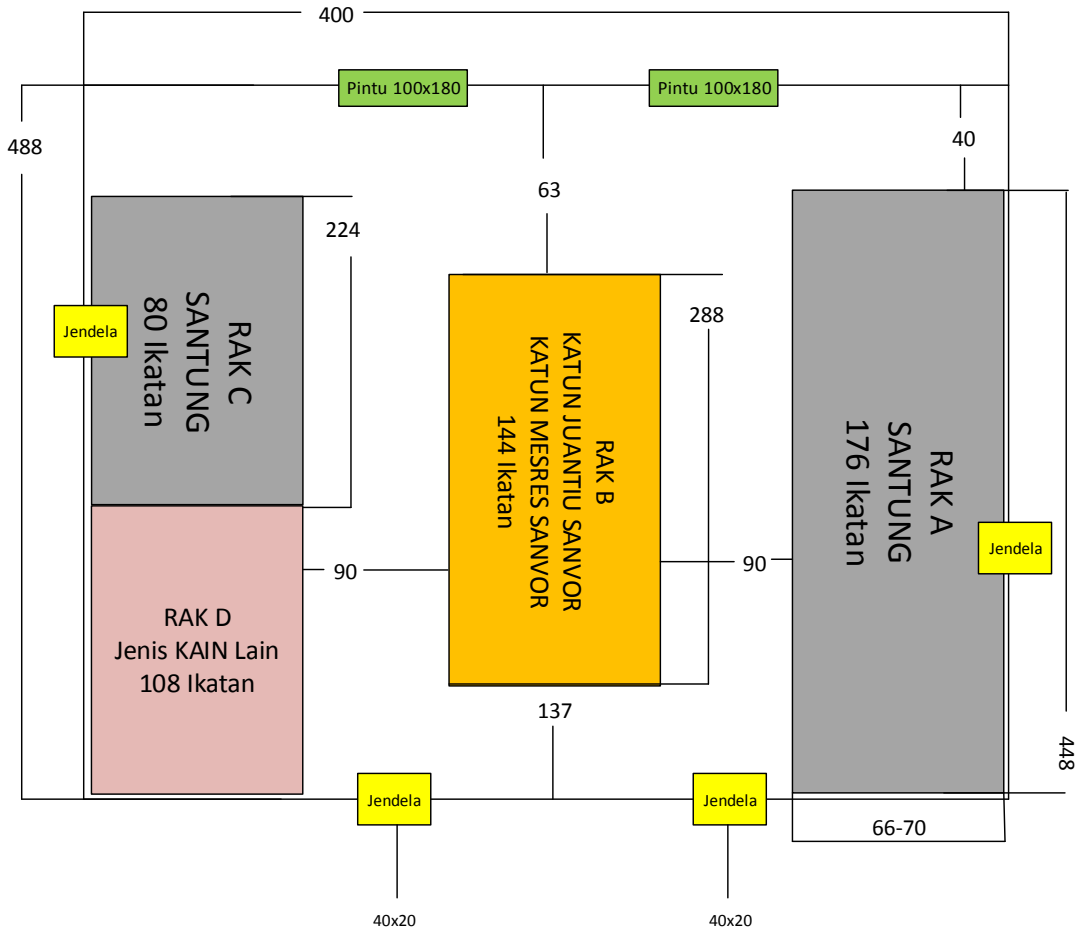 400
Pintu 100x180
Pintu 100x180
488
40
63
224
288
Jendela
RAK C
SANTUNG
80 Ikatan
RAK B
KATUN JUANTIU SANVOR
KATUN MESRES SANVOR
144 Ikatan
RAK A
SANTUNG
176 Ikatan
Jendela
90
90
RAK D
Jenis KAIN Lain
108 Ikatan
137
448
Jendela
Jendela
66-70
40x20
40x20